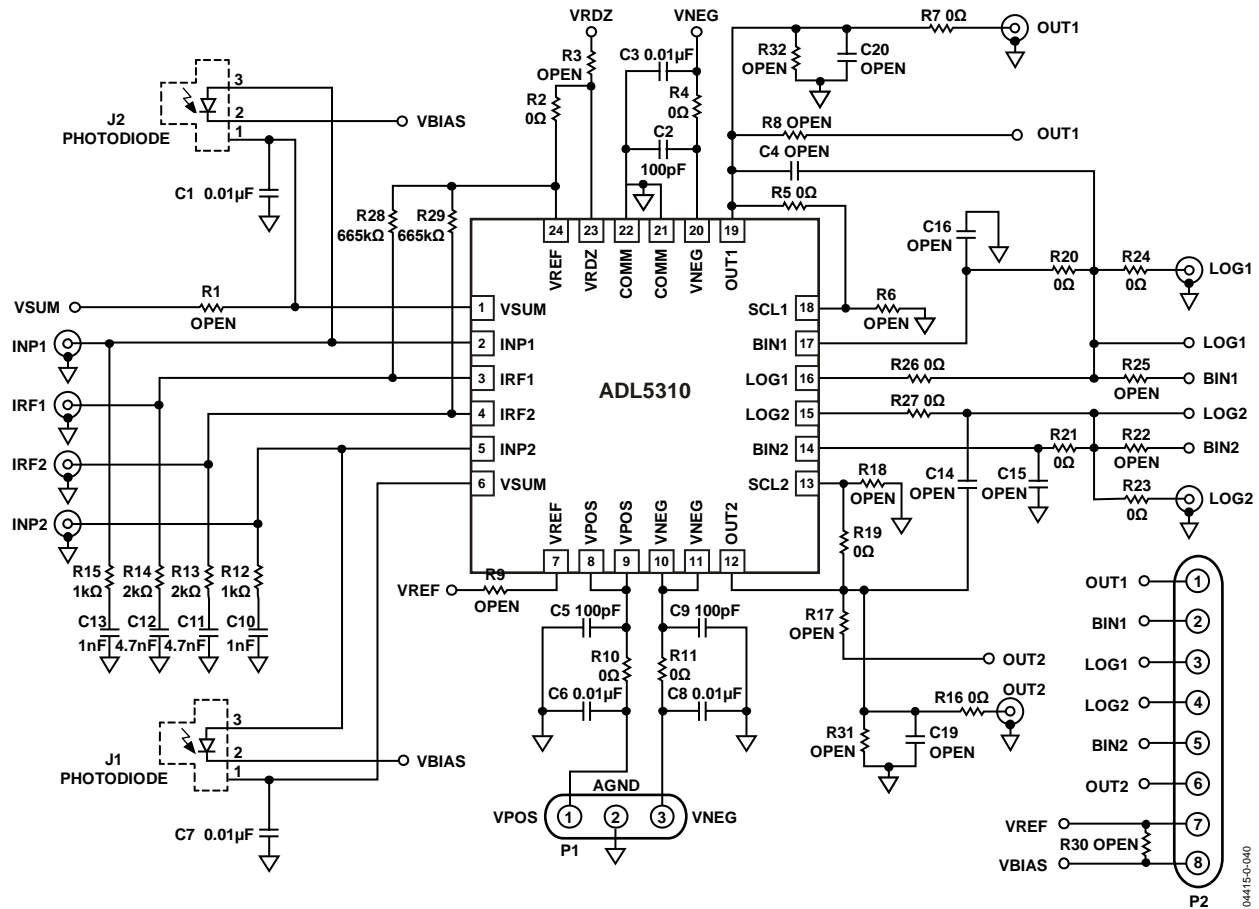 VRDZ
VNEG
R7 0Ω
OUT1
R3
OPEN
C3 0.01µF
R32
OPEN
C20
OPEN
3
2
1
J2
PHOTODIODE
VBIAS
R2
0Ω
R4
0Ω
C2
100pF
R8 OPEN
OUT1
C4 OPEN
R5 0Ω
C1 0.01µF
R28
665kΩ
R29
665kΩ
24
23
22
21
20
19
VREF
VRDZ
COMM
COMM
VNEG
OUT1
C16
OPEN
R20
0Ω
R24
0Ω
LOG1
VSUM
R1
OPEN
1 VSUM
SCL1 18
R6
OPEN
INP1
2 INP1
BIN1 17
LOG1
IRF1
3 IRF1
ADL5310
LOG1 16
R26 0Ω
R25
OPEN
BIN1
4 IRF2
LOG2 15
R27 0Ω
LOG2
IRF2
5 INP2
BIN2 14
R21
0Ω
R22
OPEN
BIN2
INP2
6 VSUM
SCL2 13
R18
OPEN
C14
OPEN
C15
OPEN
R23
0Ω
LOG2
VREF
VPOS
VPOS
VNEG
VNEG
OUT2
7
8
9
10
11
12
R19
0Ω
R15
1kΩ
R14
2kΩ
R13
2kΩ
R12
1kΩ
VREF
R9
OPEN
C13
1nF
C12
4.7nF
C11
4.7nF
C10
1nF
C5 100pF
C9 100pF
R10
0Ω
R11
0Ω
C6 0.01µF
C8 0.01µF
R17
OPEN
OUT2
R16 0Ω
OUT2
R31
OPEN
C19
OPEN
3
2
1
J1
PHOTODIODE
VBIAS
C7 0.01µF
AGND
VPOS
1
2
3
VNEG
P1
OUT1 1
BIN1 2
LOG1 3
LOG2 4
BIN2 5
OUT2 6
VREF 7
R30 OPEN
VBIAS 8
P2
04415-0-040